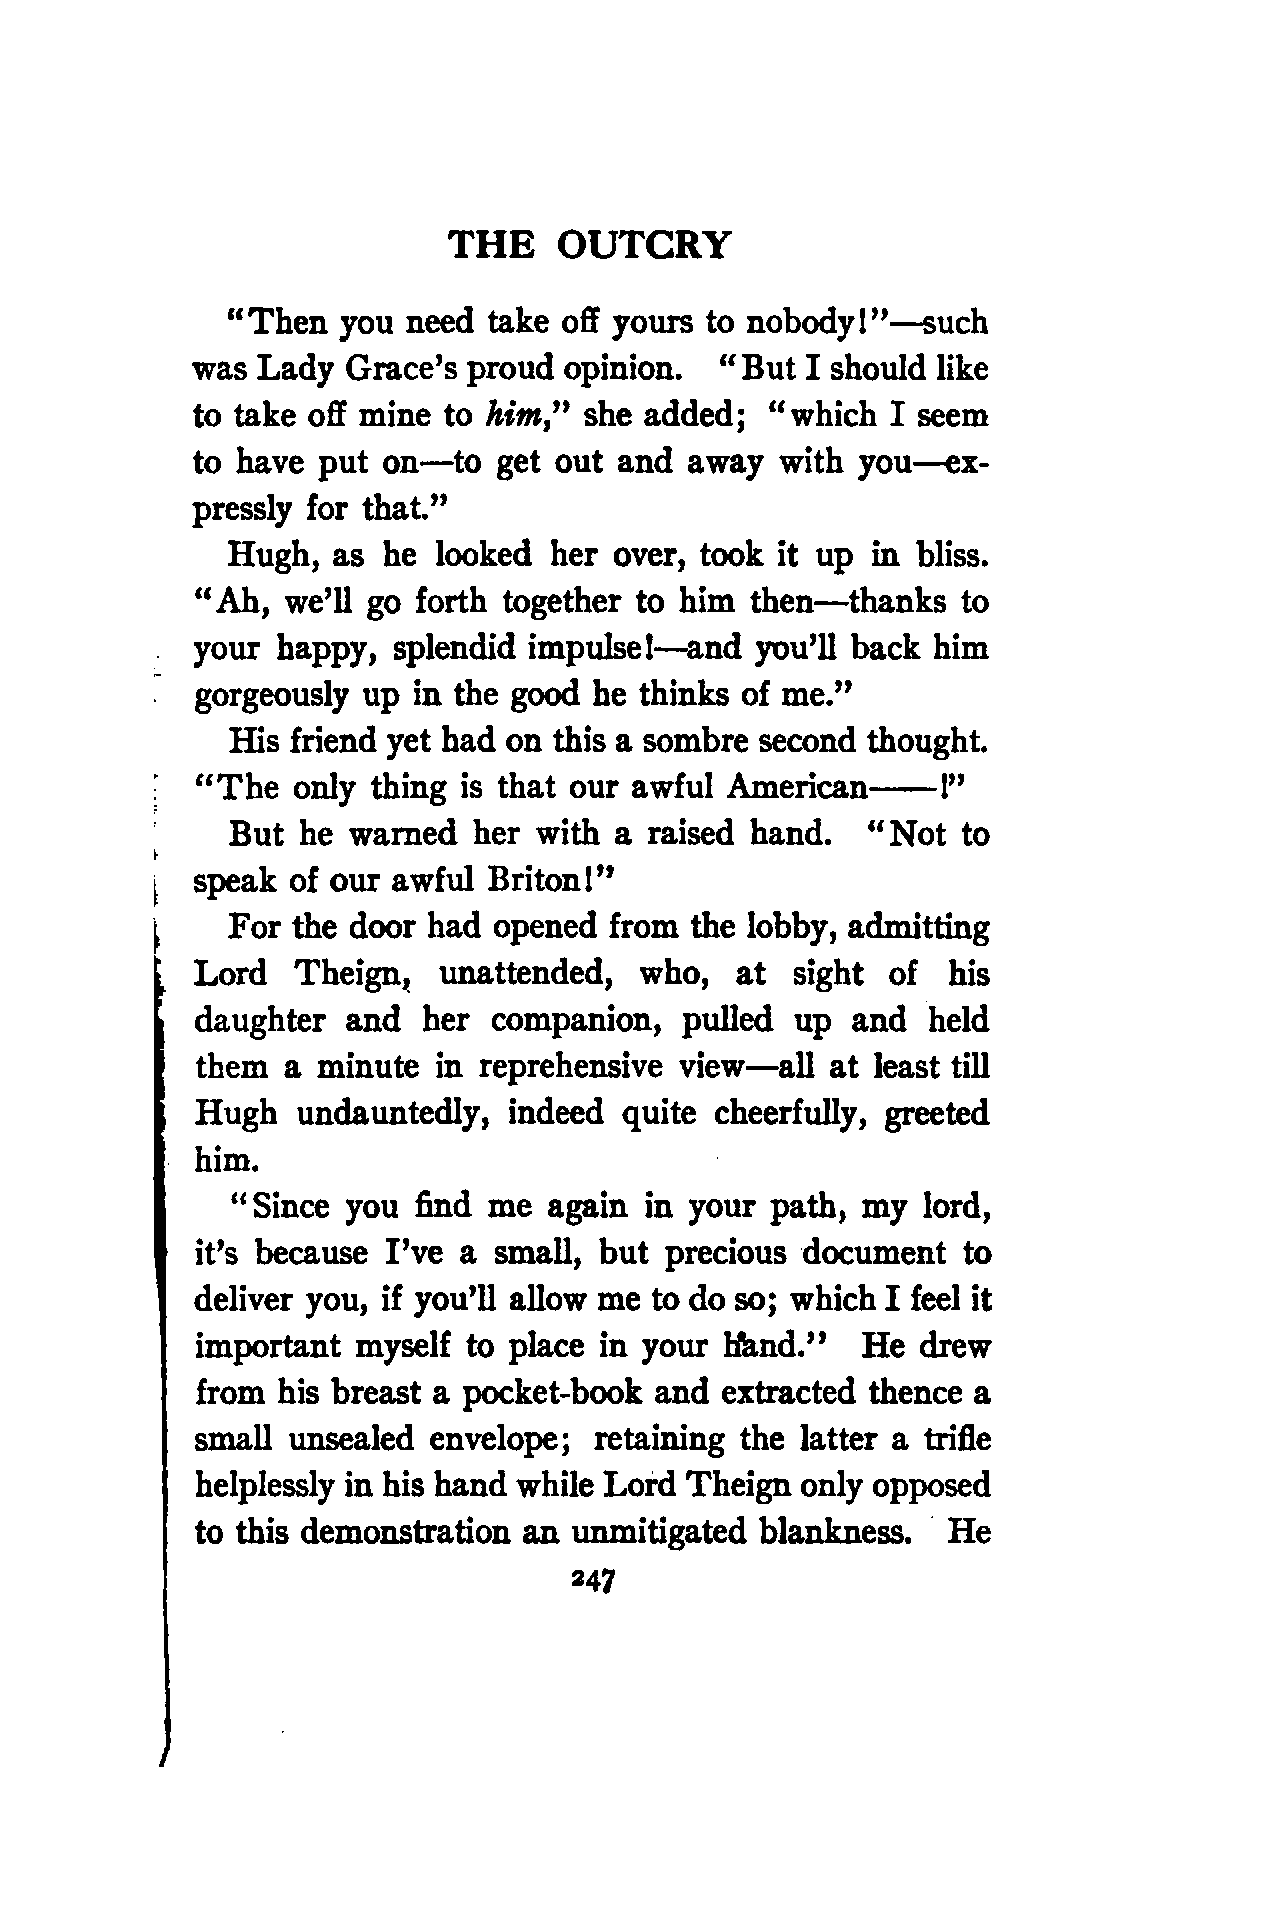 THE OUTCRY
"Then you need take off yours to nobody!"—such
was Lady Grace's proud opinion. "But I should like
to take off mine to him," she added; "which I seem
to have put on—to get out and away with you—ex-
pressly for that."
Hugh, as he looked her over, took it up in bliss.
"Ah, we'll go forth together to him then—thanks to
your happy, splendid impulse!—and you'll back him
gorgeously up in the good he thinks of me."
His friend yet had on this a sombre second thought.
"The only thing is that our awful American——!"
But he warned her with a raised hand. "Not to
speak of our awful Briton!"
For the door had opened from the lobby, admitting
Lord Theign, unattended, who, at sight of his
daughter and her companion, pulled up and held
them a minute in reprehensive view—all at least till
Hugh undauntedly, indeed quite cheerfully, greeted
him.
"Since you find me again in your path, my lord,
it's because I've a small, but precious document to
deliver you, if you'll allow me to do so; which I feel it
important myself to place in your hand." He drew
from his breast a pocket-book and extracted thence a
small unsealed envelope; retaining the latter a trifle
helplessly in his hand while Lord Theign only opposed
to this demonstration an unmitigated blankness. He
247